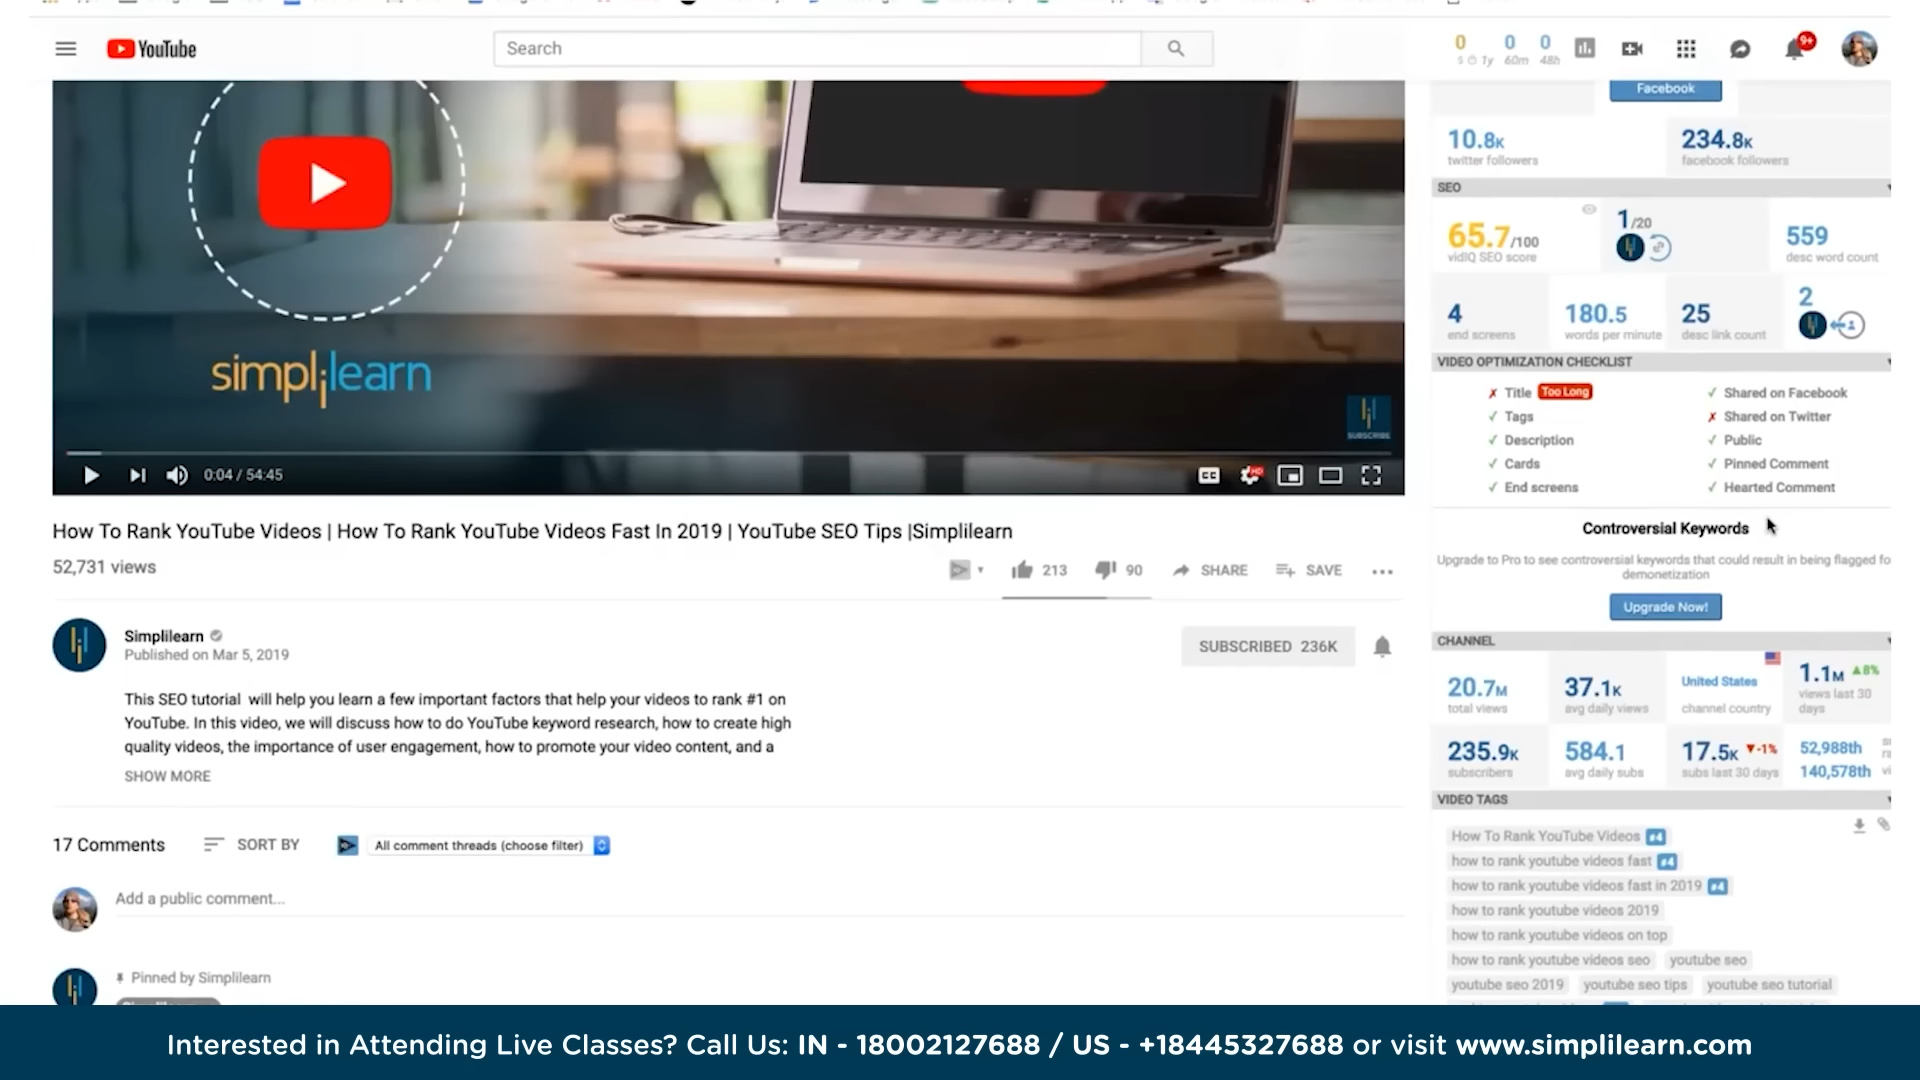 YouTube
Search
0 0 0
1y 60m 48h
9+
Facebook
10.8K
twitter followers
234.8K
facebook followers
SEO
65.7/100
vidIQ SEO score
1/20
559
desc word count
4
end screens
180.5
words per minute
25
desc link count
2
VIDEO OPTIMIZATION CHECKLIST
✗ Title Too Long
✓ Tags
✓ Description
✓ Cards
✓ End screens
✓ Shared on Facebook
✗ Shared on Twitter
✓ Public
✓ Pinned Comment
✓ Hearted Comment
Controversial Keywords
Upgrade to Pro to see controversial keywords that could result in being flagged fo
demonetization
Upgrade Now!
CHANNEL
20.7M
total views
37.1K
avg daily views
United States
channel country
1.1M ▲8%
views last 30
days
235.9K
subscribers
584.1
avg daily subs
17.5K ▼-1%
subs last 30 days
52,988th
140,578th
VIDEO TAGS
How To Rank YouTube Videos #4
how to rank youtube videos fast #4
how to rank youtube videos fast in 2019 #4
how to rank youtube videos 2019
how to rank youtube videos on top
how to rank youtube videos seo youtube seo
youtube seo 2019 youtube seo tips youtube seo tutorial
simplilearn
SUBSCRIBE
0:04 / 54:45
CC HD
How To Rank YouTube Videos | How To Rank YouTube Videos Fast In 2019 | YouTube SEO Tips |Simplilearn
52,731 views
213 90 SHARE SAVE
Simplilearn
Published on Mar 5, 2019
SUBSCRIBED 236K
This SEO tutorial will help you learn a few important factors that help your videos to rank #1 on
YouTube. In this video, we will discuss how to do YouTube keyword research, how to create high
quality videos, the importance of user engagement, how to promote your video content, and a
SHOW MORE
17 Comments SORT BY All comment threads (choose filter)
Add a public comment...
Pinned by Simplilearn
Interested in Attending Live Classes? Call Us: IN - 18002127688 / US - +18445327688 or visit www.simplilearn.com